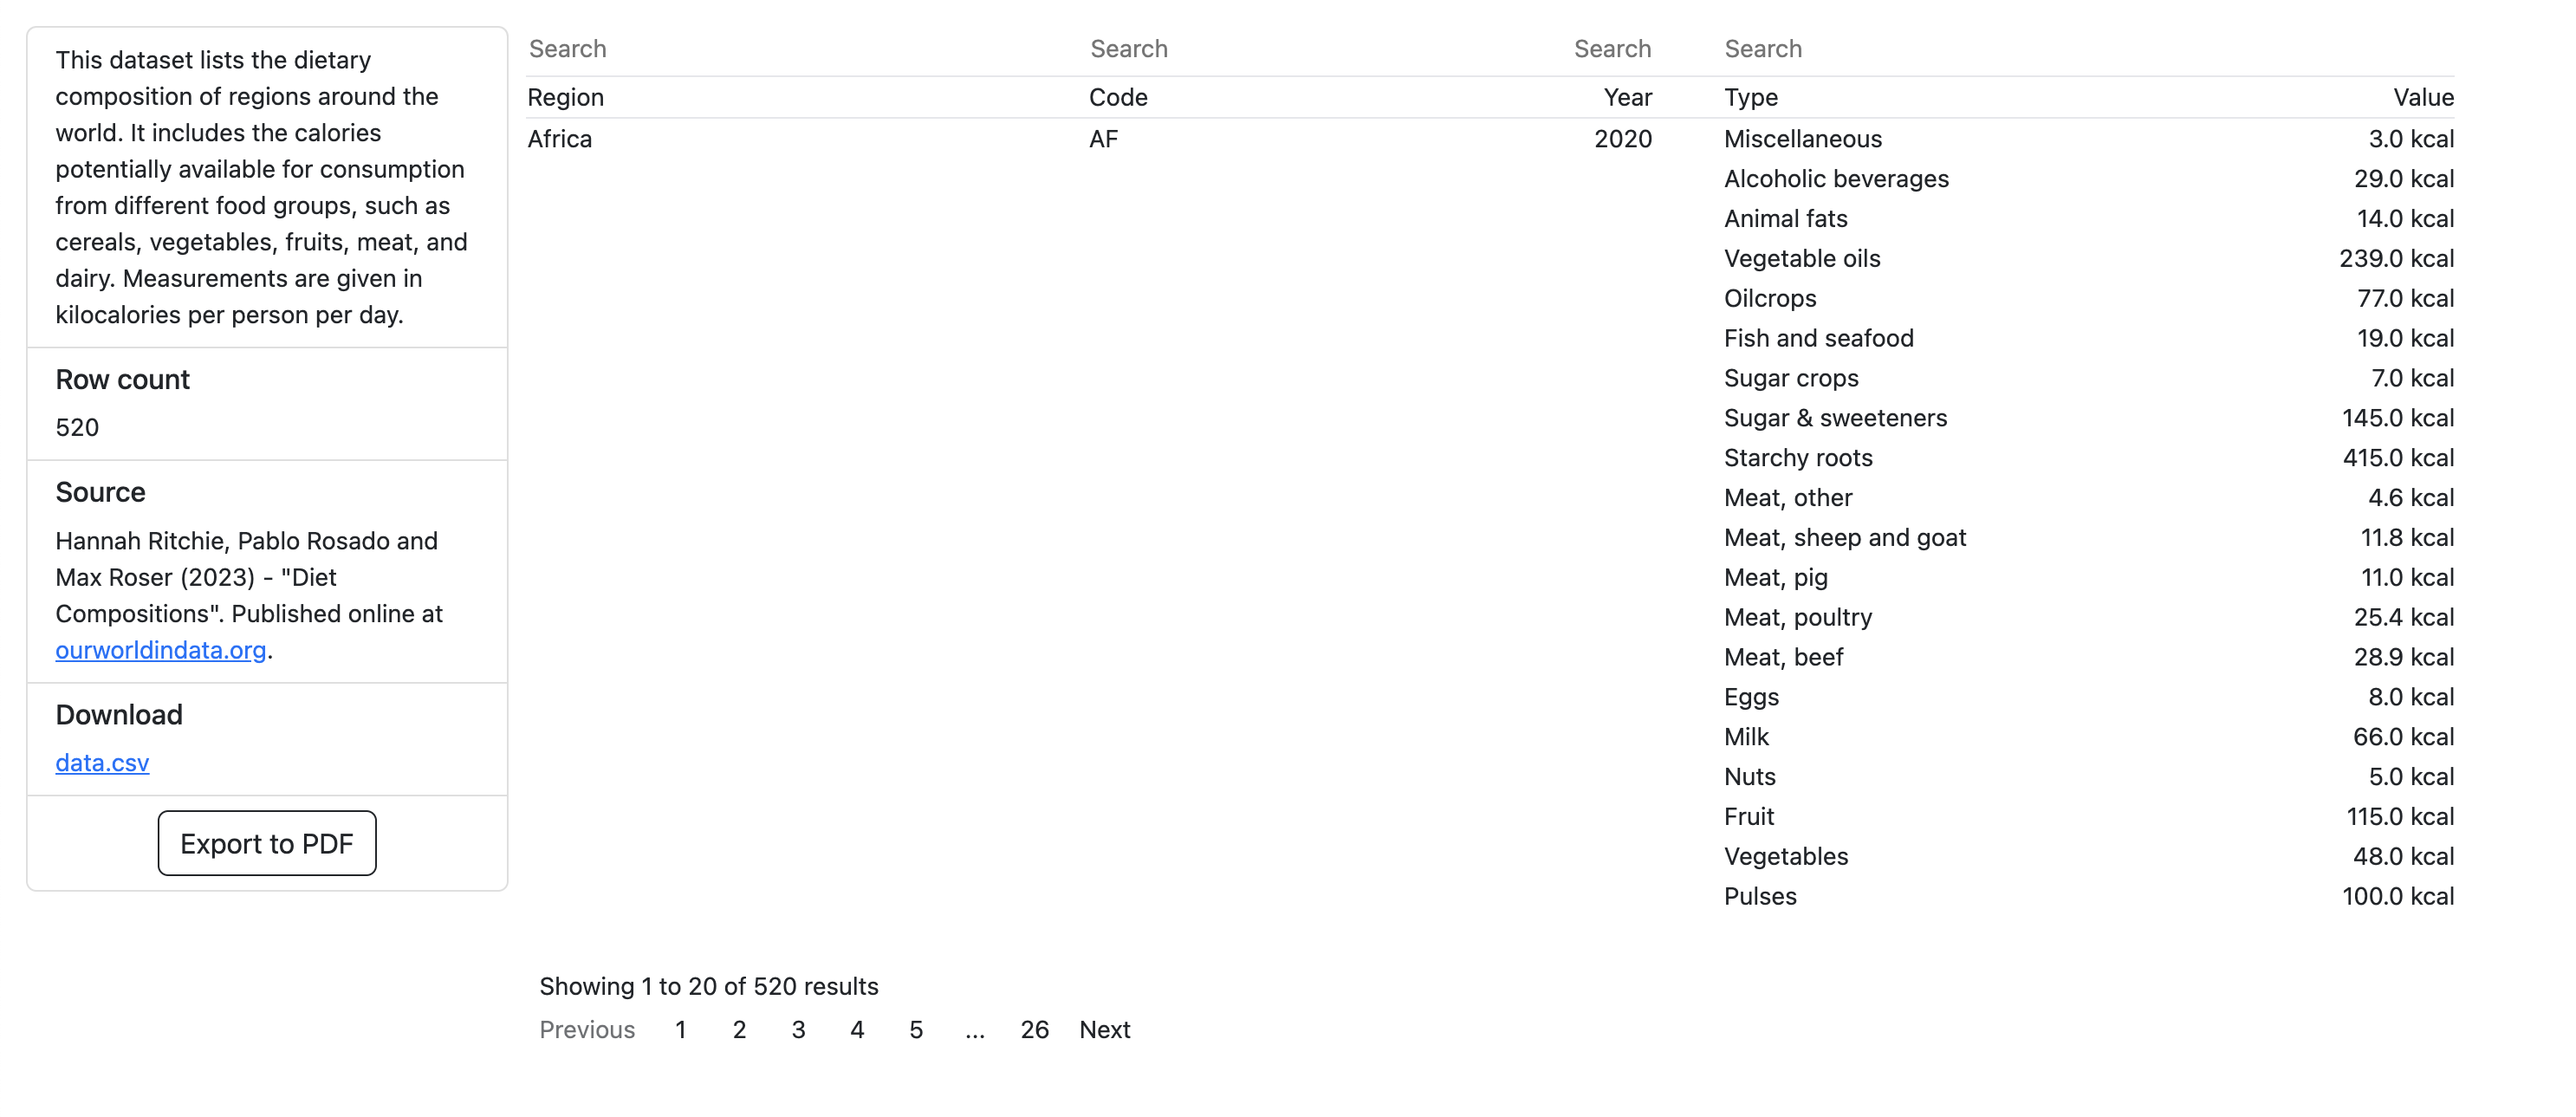 This dataset lists the dietary
composition of regions around the
world. It includes the calories
potentially available for consumption
from different food groups, such as
cereals, vegetables, fruits, meat, and
dairy. Measurements are given in
kilocalories per person per day.
Row count
520
Source
Hannah Ritchie, Pablo Rosado and
Max Roser (2023) - "Diet
Compositions". Published online at
ourworldindata.org.
Download
data.csv
Export to PDF
Search Search Search Search
Region Code Year Type Value
Africa AF 2020 Miscellaneous 3.0 kcal
Alcoholic beverages 29.0 kcal
Animal fats 14.0 kcal
Vegetable oils 239.0 kcal
Oilcrops 77.0 kcal
Fish and seafood 19.0 kcal
Sugar crops 7.0 kcal
Sugar & sweeteners 145.0 kcal
Starchy roots 415.0 kcal
Meat, other 4.6 kcal
Meat, sheep and goat 11.8 kcal
Meat, pig 11.0 kcal
Meat, poultry 25.4 kcal
Meat, beef 28.9 kcal
Eggs 8.0 kcal
Milk 66.0 kcal
Nuts 5.0 kcal
Fruit 115.0 kcal
Vegetables 48.0 kcal
Pulses 100.0 kcal
Showing 1 to 20 of 520 results
Previous 1 2 3 4 5 ... 26 Next